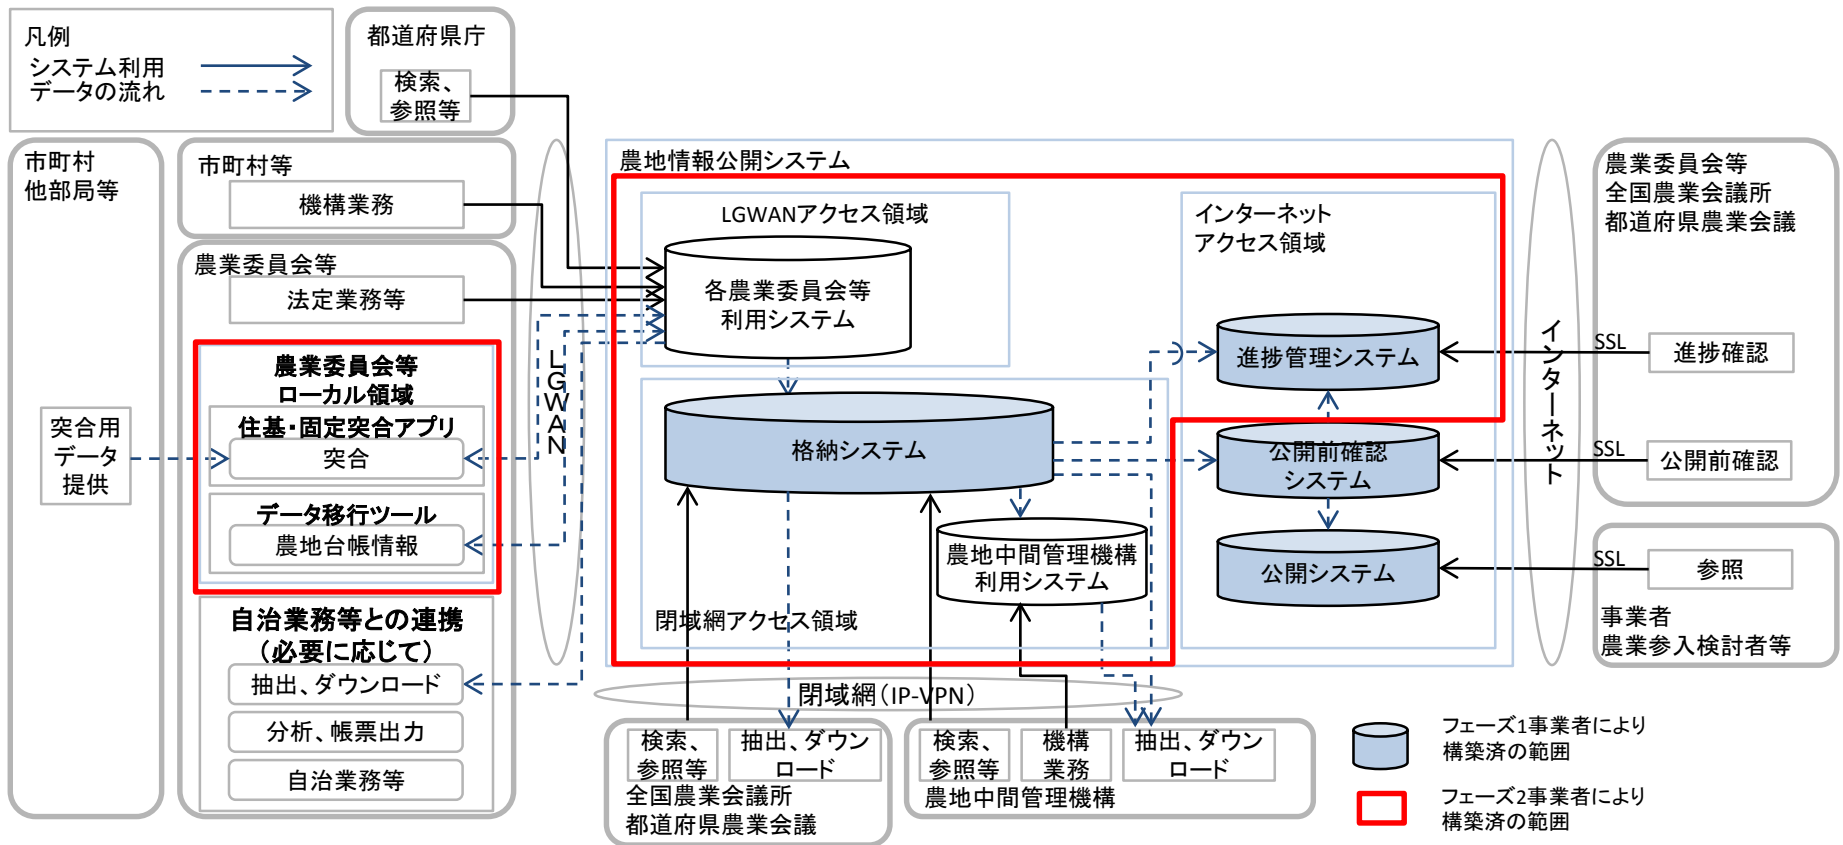 凡例
システム利用
データの流れ
都道府県庁
検索、
参照等
市町村
他部局等
突合用
データ
提供
市町村等
機構業務
農業委員会等
法定業務等
農業委員会等
ローカル領域
住基・固定突合アプリ
突合
データ移行ツール
農地台帳情報
自治業務等との連携
（必要に応じて）
抽出、ダウンロード
分析、帳票出力
自治業務等
LGWAN
農地情報公開システム
LGWANアクセス領域
各農業委員会等
利用システム
格納システム
農地中間管理機構
利用システム
閉域網アクセス領域
インターネット
アクセス領域
進捗管理システム
公開前確認
システム
公開システム
閉域網（IP-VPN）
検索、
参照等
抽出、ダウン
ロード
全国農業会議所
都道府県農業会議
検索、
参照等
機構
業務
抽出、ダウン
ロード
農地中間管理機構
インターネット
SSL
SSL
SSL
農業委員会等
全国農業会議所
都道府県農業会議
進捗確認
公開前確認
参照
事業者
農業参入検討者等
フェーズ1事業者により
構築済の範囲
フェーズ2事業者により
構築済の範囲